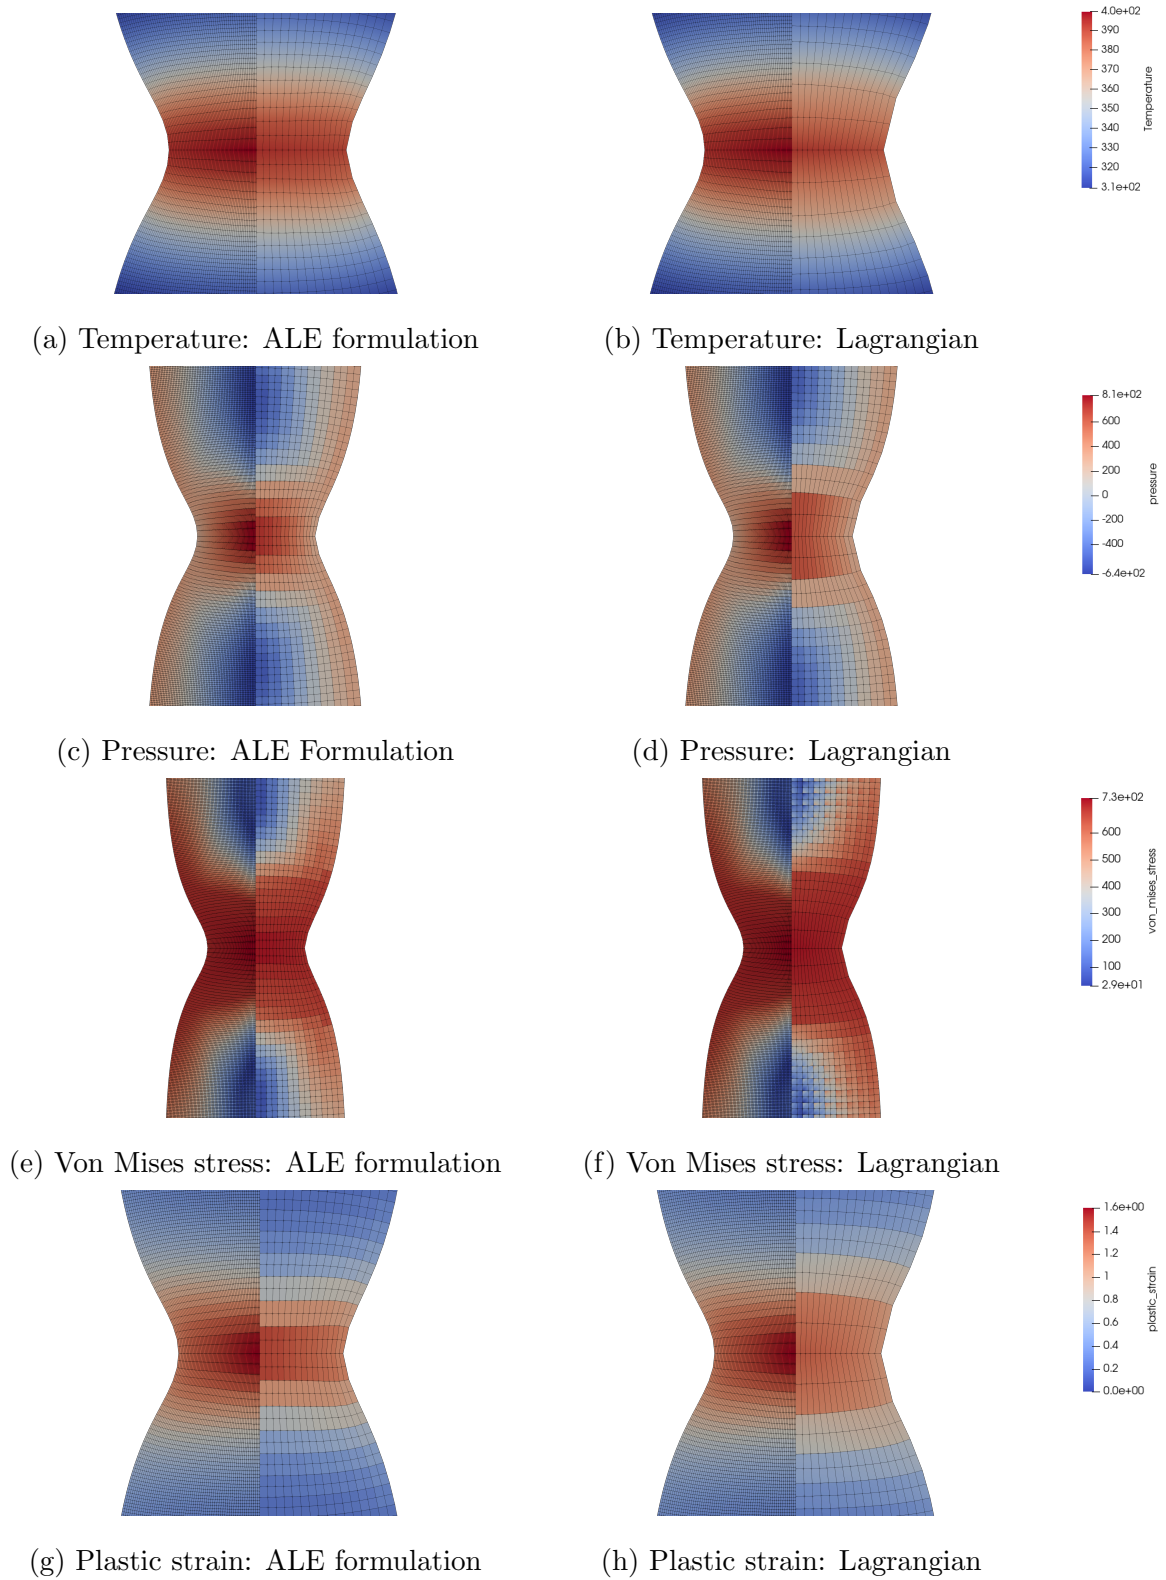 4.0e+02
390
380
370
360
350
340
330
320
3.1e+02
Temperature
(a) Temperature: ALE formulation
(b) Temperature: Lagrangian
8.1e+02
600
400
200
0
-200
-400
-6.4e+02
pressure
(c) Pressure: ALE Formulation
(d) Pressure: Lagrangian
7.3e+02
600
500
400
300
200
100
2.9e+01
von_mises_stress
(e) Von Mises stress: ALE formulation
(f) Von Mises stress: Lagrangian
1.6e+00
1.4
1.2
1
0.8
0.6
0.4
0.2
0.0e+00
plastic_strain
(g) Plastic strain: ALE formulation
(h) Plastic strain: Lagrangian